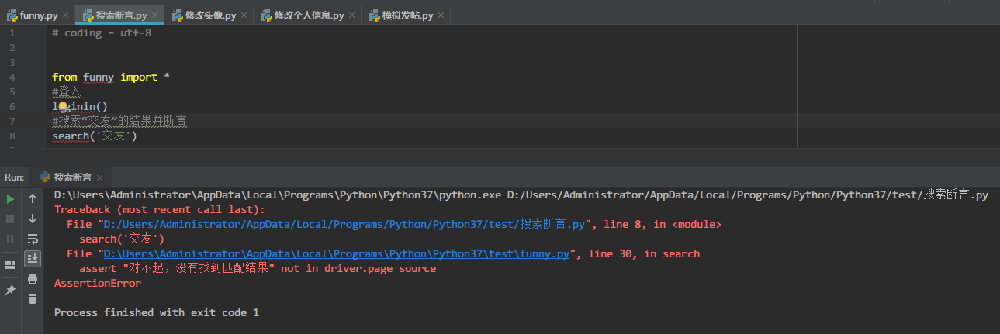 funny.py × 搜索断言.py × 修改头像.py × 修改个人信息.py × 模拟发帖.py ×
1 # coding = utf-8
2
3
4 from funny import *
5 #登入
6 loginin()
7 #搜索“交友”的结果并断言
8 search('交友')
Run: 搜索断言 ×
D:\Users\Administrator\AppData\Local\Programs\Python\Python37\python.exe D:/Users/Administrator/AppData/Local/Programs/Python/Python37/test/搜索断言.py
Traceback (most recent call last):
File "D:/Users/Administrator/AppData/Local/Programs/Python/Python37/test/搜索断言.py", line 8, in <module>
search('交友')
File "D:\Users\Administrator\AppData\Local\Programs\Python\Python37\test\funny.py", line 30, in search
assert "对不起，没有找到匹配结果" not in driver.page_source
AssertionError
Process finished with exit code 1